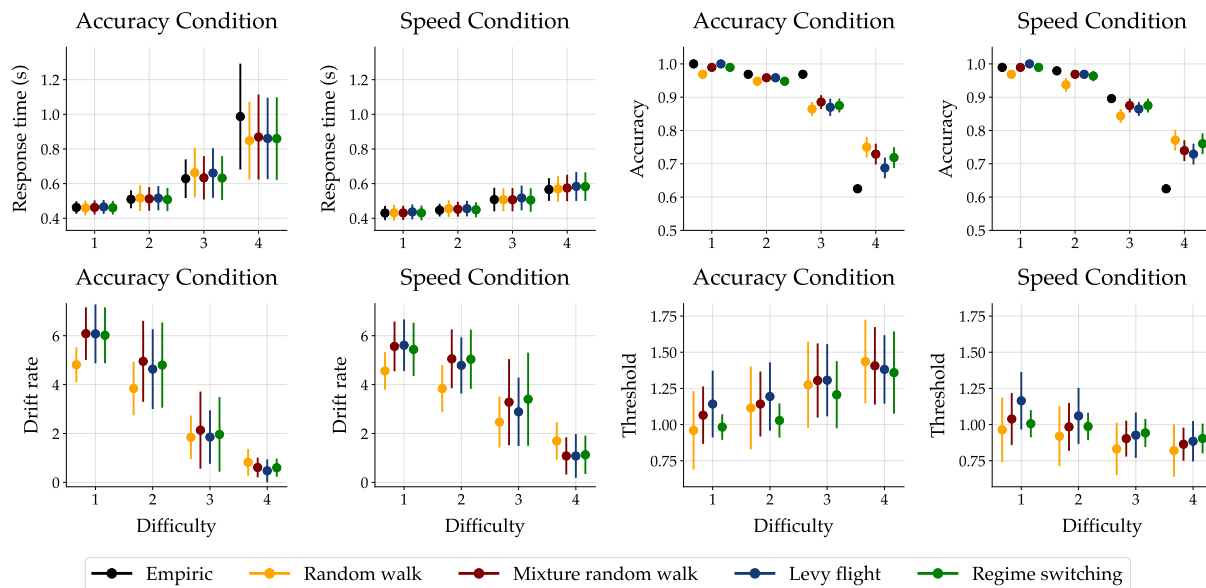 Accuracy Condition
Speed Condition
Accuracy Condition
Speed Condition
Response time (s)
1.2
1.0
0.8
0.6
0.4
1 2 3 4
Response time (s)
1.2
1.0
0.8
0.6
0.4
1 2 3 4
Accuracy
1.0
0.9
0.8
0.7
0.6
0.5
1 2 3 4
Accuracy
1.0
0.9
0.8
0.7
0.6
0.5
1 2 3 4
Accuracy Condition
Speed Condition
Accuracy Condition
Speed Condition
Drift rate
6
4
2
0
1 2 3 4
Difficulty
Drift rate
6
4
2
0
1 2 3 4
Difficulty
Threshold
1.75
1.50
1.25
1.00
0.75
1 2 3 4
Difficulty
Threshold
1.75
1.50
1.25
1.00
0.75
1 2 3 4
Difficulty
Empiric Random walk Mixture random walk Levy flight Regime switching